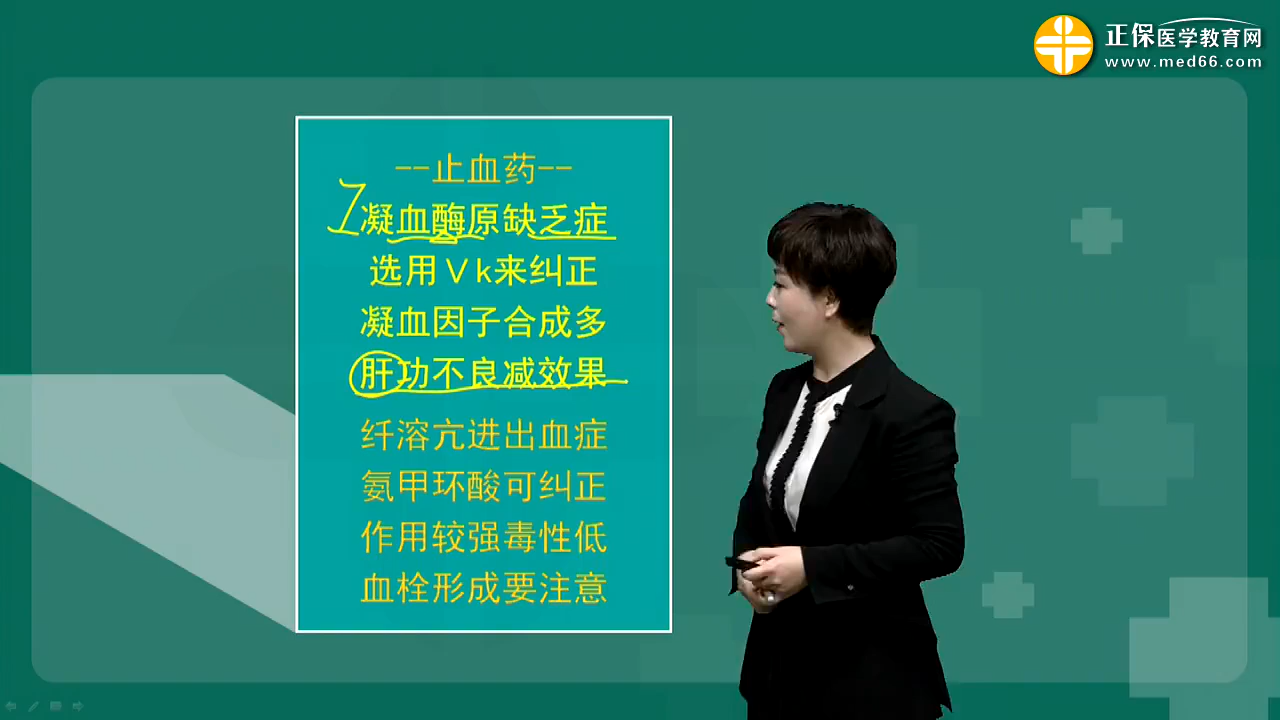 正保医学教育网
www.med66.com
--止血药--
凝血酶原缺乏症
选用Vk来纠正
凝血因子合成多
肝功不良减效果
纤溶亢进出血症
氨甲环酸可纠正
作用较强毒性低
血栓形成要注意